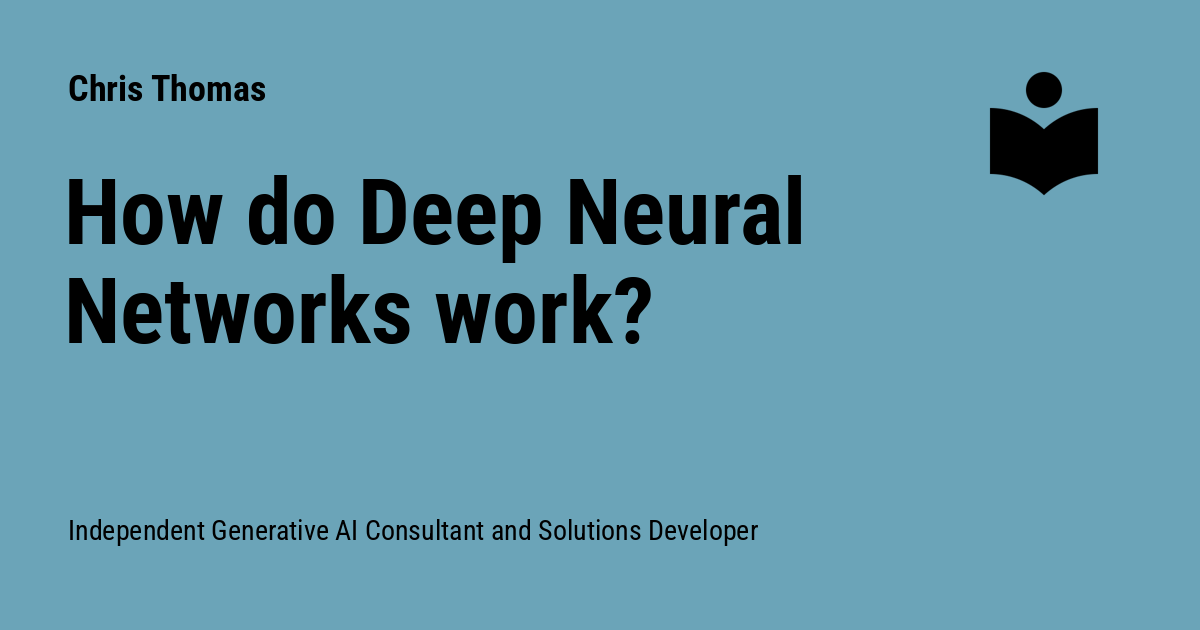 Chris Thomas
How do Deep Neural
Networks work?
Independent Generative AI Consultant and Solutions Developer